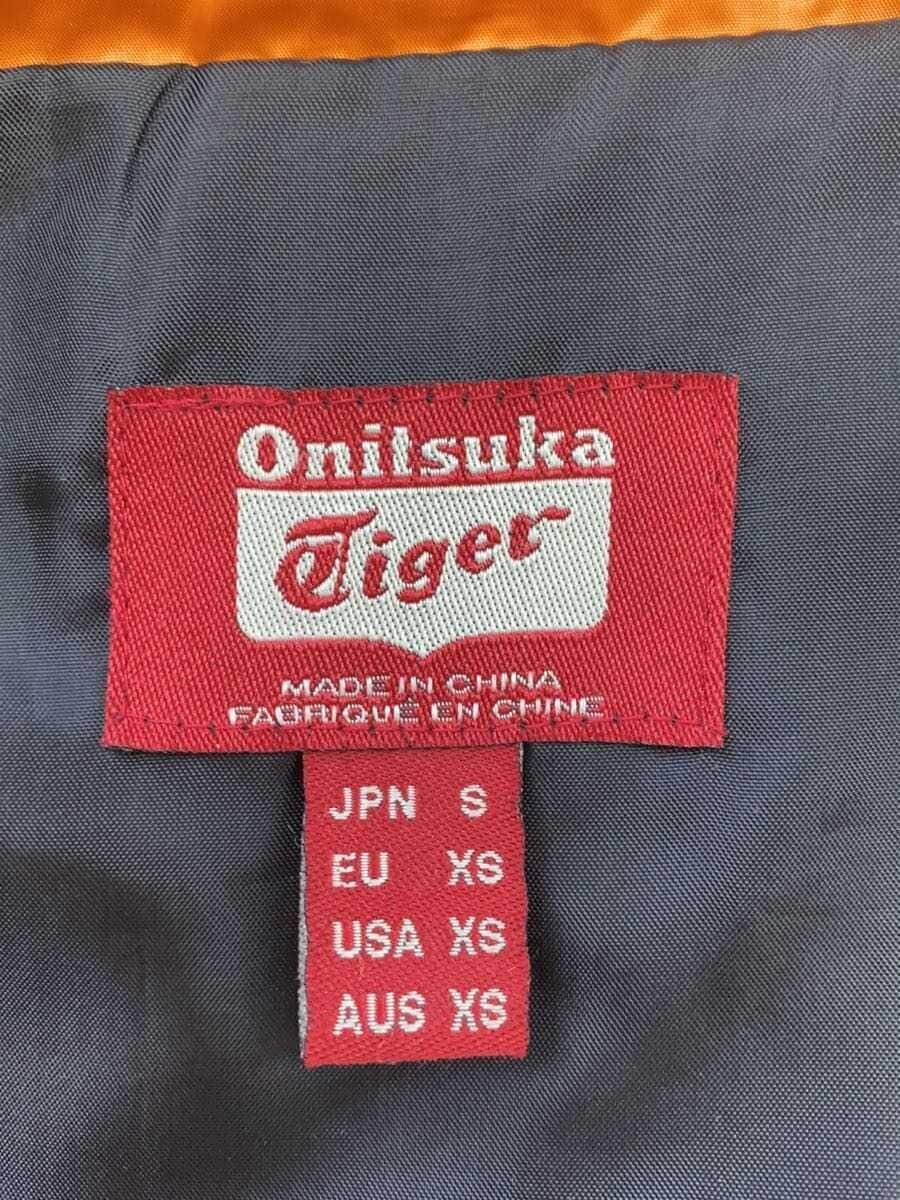 Onitsuka
Tiger
MADE IN CHINA
FABRIQUÉ EN CHINE
JPN S
EU XS
USA XS
AUS XS